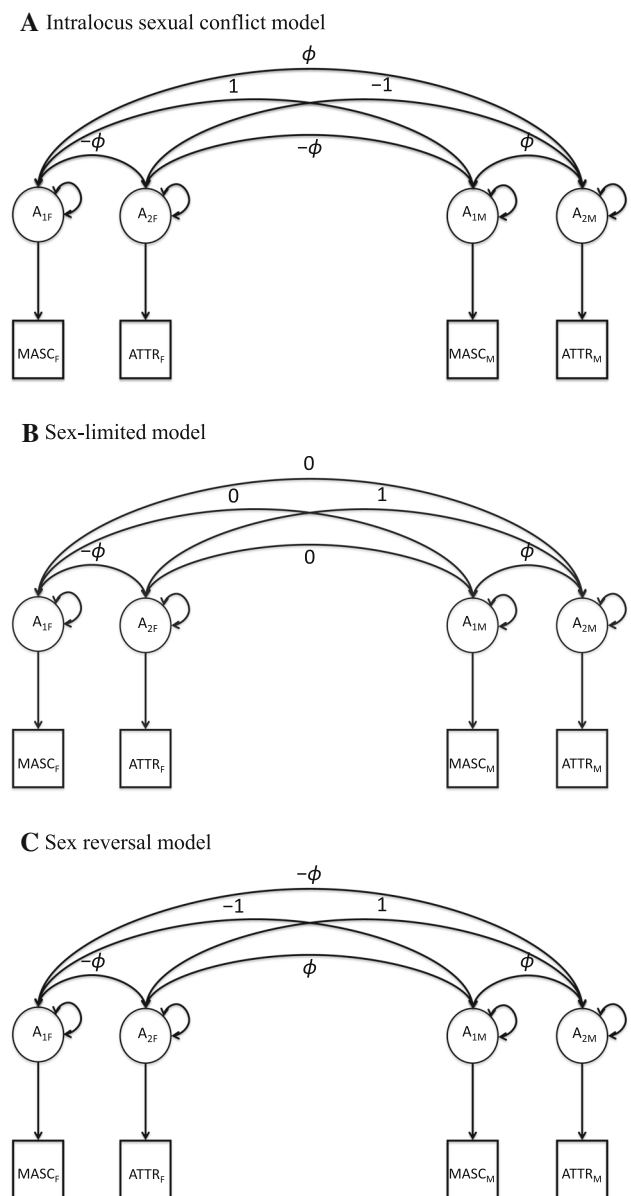 A Intralocus sexual conflict model
ϕ
1 −1
−ϕ −ϕ ϕ
A1F A2F A1M A2M
MASCF ATTRF MASCM ATTRM
B Sex-limited model
0
0 1
−ϕ 0 ϕ
A1F A2F A1M A2M
MASCF ATTRF MASCM ATTRM
C Sex reversal model
−ϕ
−1 1
−ϕ ϕ ϕ
A1F A2F A1M A2M
MASCF ATTRF MASCM ATTRM